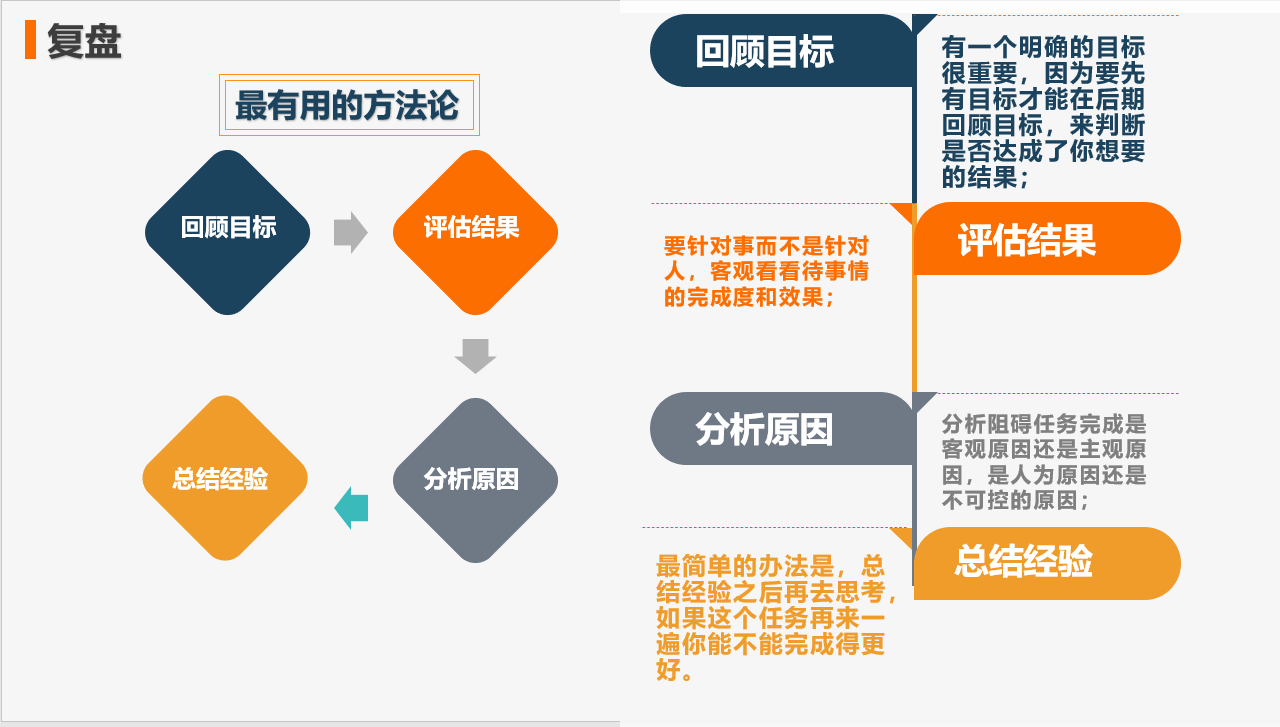 复盘
最有用的方法论
回顾目标
评估结果
总结经验
分析原因
回顾目标
有一个明确的目标
很重要，因为要先
有目标才能在后期
回顾目标，来判断
是否达成了你想要
的结果；
评估结果
要针对事而不是针对
人，客观看看待事情
的完成度和效果；
分析原因
分析阻碍任务完成是
客观原因还是主观原
因，是人为原因还是
不可控的原因；
总结经验
最简单的办法是，总
结经验之后再去思考，
如果这个任务再来一
遍你能不能完成得更
好。